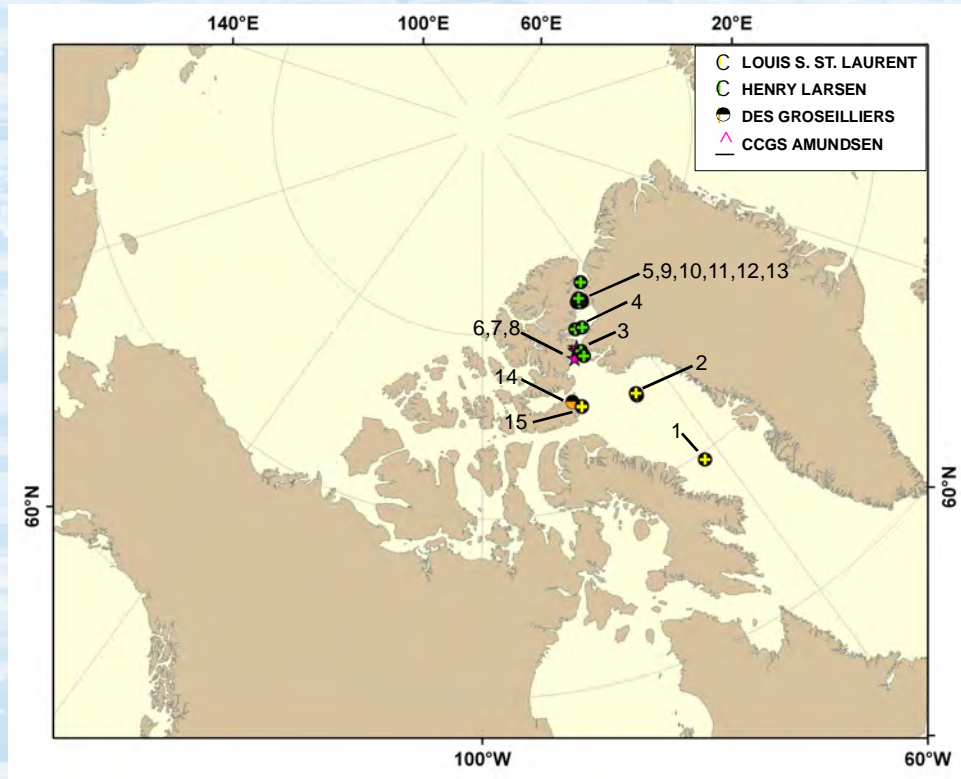 140°W
100°W
60°W
20°W
C LOUIS S. ST. LAURENT
C HENRY LARSEN
DES GROSEILLIERS
^ CCGS AMUNDSEN
5,9,10,11,12,13
4
6,7,8
3
14
2
15
1
60°N
60°N
100°W
60°W